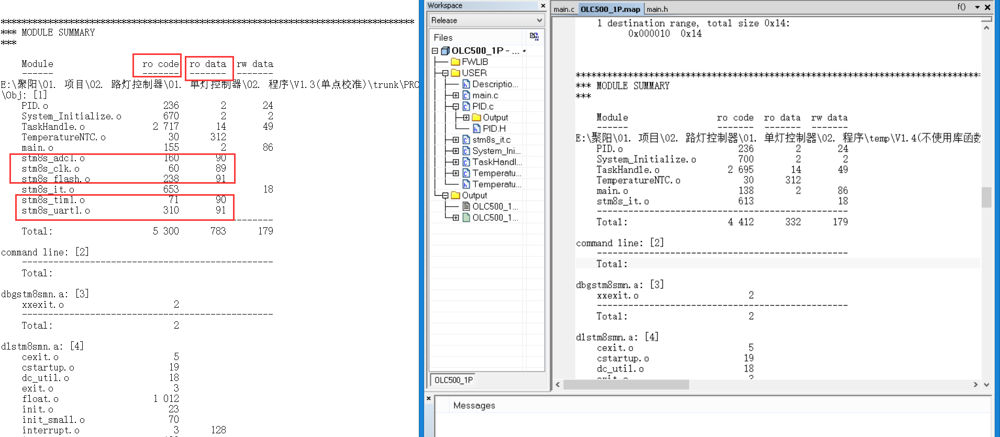 ********************************************************************************
*** MODULE SUMMARY
***
Module ro code ro data rw data
------ ------- ------- -------
E:\聚阳\01. 项目\02. 路灯控制器\01. 单灯控制器\02. 程序\V1.3(单点校准)\trunk\PRO
\Obj: [1]
PID.o 236 2 24
System_Initialize.o 670 2 2
TaskHandle.o 2 717 14 49
TemperatureNTC.o 30 312
main.o 155 2 86
stm8s_adc1.o 160 90
stm8s_clk.o 60 89
stm8s_flash.o 238 91
stm8s_it.o 653 18
stm8s_tim1.o 71 90
stm8s_uart1.o 310 91
------------------------------------------------
Total: 5 300 783 179
command line: [2]
------------------------------------------------
Total:
dbgstm8smn.a: [3]
xxexit.o 2
------------------------------------------------
Total: 2
dlstm8smn.a: [4]
cexit.o 5
cstartup.o 19
dc_util.o 18
exit.o 3
float.o 1 012
init.o 23
init_small.o 70
interrupt.o 3 128
Workspace
Release
Files
OLC500_1P - ...
FWLIB
USER
Descriptio...
main.c
PID.c
Output
PID.H
stm8s_it.c
System_Ini...
TaskHandl...
Temperatu...
Temperatu...
Output
OLC500_1...
OLC500_1...
OLC500_1P
main.c OLC500_1P.map main.h f()
1 destination range, total size 0x14:
0x000010 0x14
********************************************************************************
*** MODULE SUMMARY
***
Module ro code ro data rw data
------ ------- ------- -------
E:\聚阳\01. 项目\02. 路灯控制器\01. 单灯控制器\02. 程序\temp\V1.4(不使用库函数
PID.o 236 2 24
System_Initialize.o 700 2 2
TaskHandle.o 2 695 14 49
TemperatureNTC.o 30 312
main.o 138 2 86
stm8s_it.o 613 18
------------------------------------------------
Total: 4 412 332 179
command line: [2]
------------------------------------------------
Total:
dbgstm8smn.a: [3]
xxexit.o 2
------------------------------------------------
Total: 2
dlstm8smn.a: [4]
cexit.o 5
cstartup.o 19
dc_util.o 18
exit.o 3
Messages